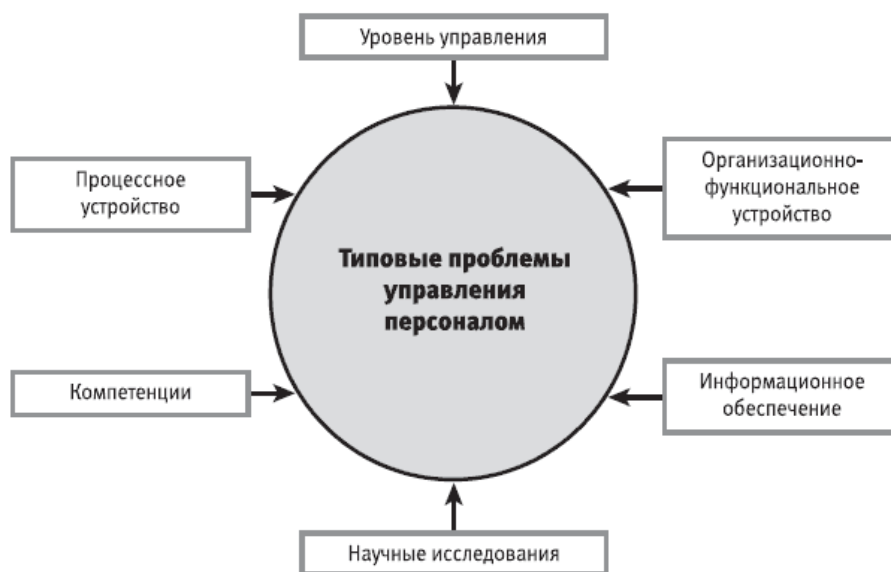 Уровень управления
Процессное
устройство
Организационно-
функциональное
устройство
Типовые проблемы
управления
персоналом
Компетенции
Информационное
обеспечение
Научные исследования